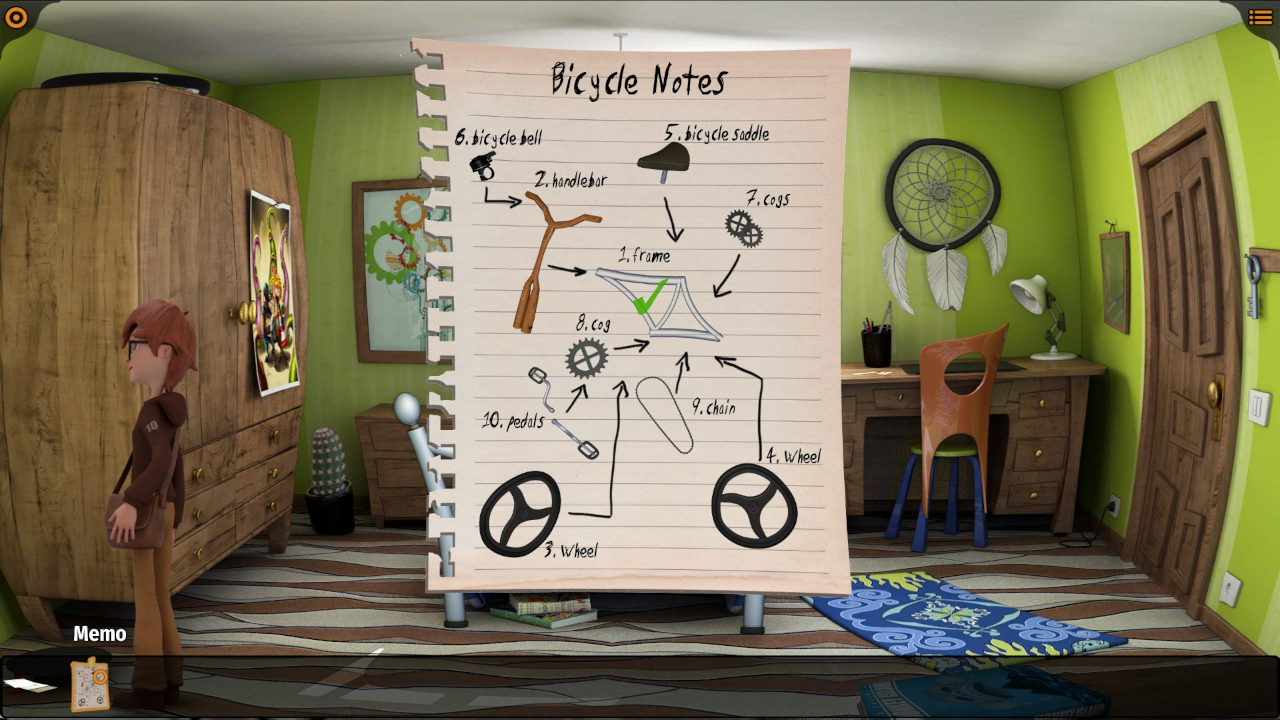 Bicycle Notes
6. bicycle bell
5. bicycle saddle
2. handlebar
7. cogs
1. frame
8. cog
9. chain
10. pedals
4. Wheel
3. Wheel
10
Memo